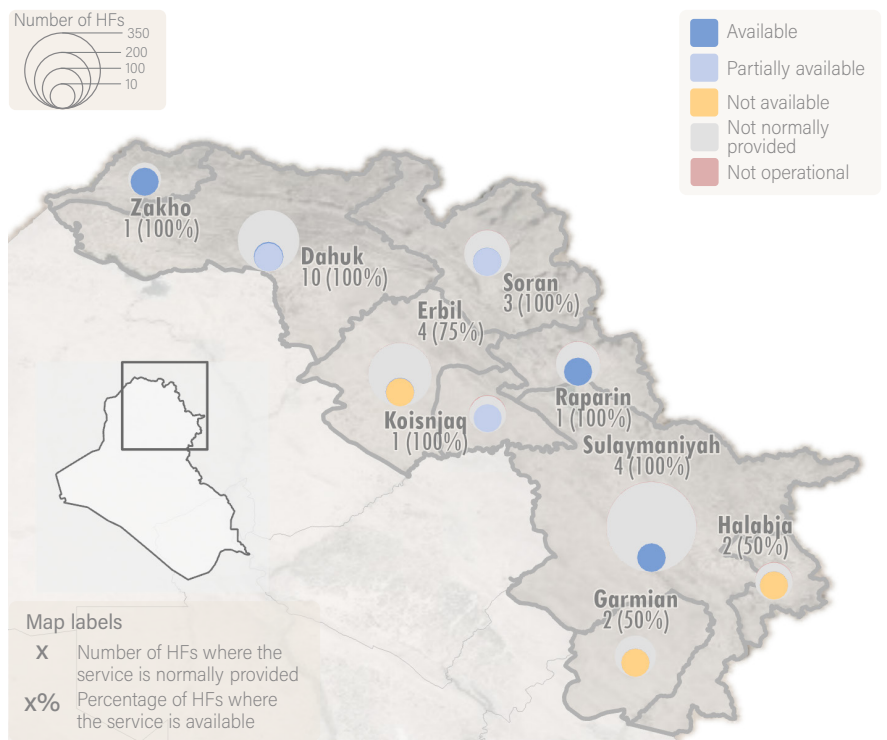 Number of HFs
350
200
100
10
Available
Partially available
Not available
Not normally
provided
Not operational
Zakho
1 (100%)
Dahuk
10 (100%)
Soran
3 (100%)
Erbil
4 (75%)
Koisnjaq
1 (100%)
Raparin
1 (100%)
Sulaymaniyah
4 (100%)
Halabja
2 (50%)
Garmian
2 (50%)
Map labels
x Number of HFs where the
service is normally provided
x% Percentage of HFs where
the service is available